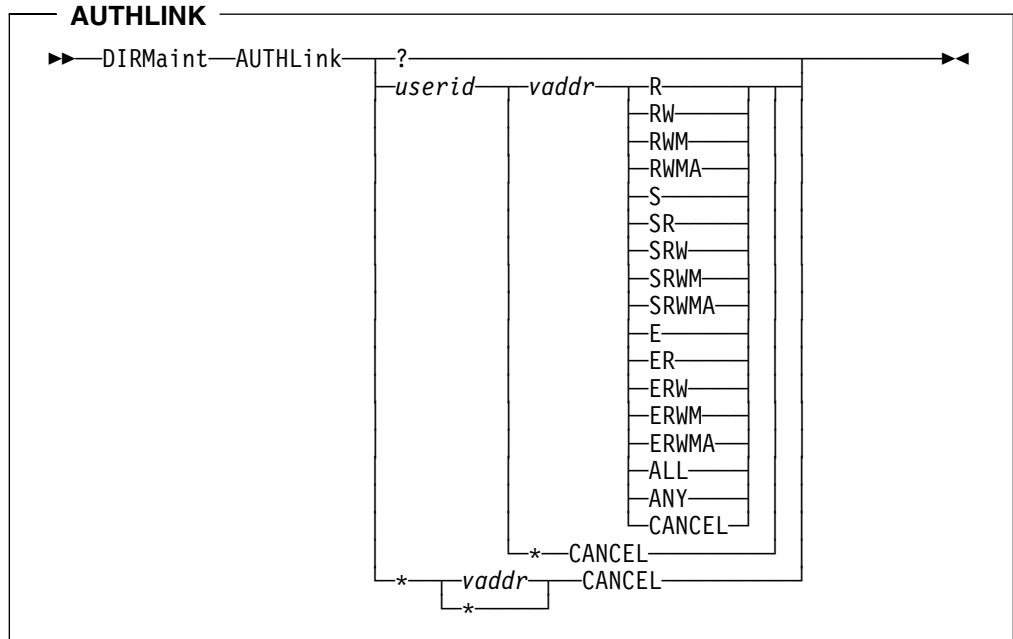 AUTHLINK
DIRMaint AUTHLink ?
userid vaddr R
RW
RWM
RWMA
S
SR
SRW
SRWM
SRWMA
E
ER
ERW
ERWM
ERWMA
ALL
ANY
CANCEL
* CANCEL
* vaddr CANCEL
*